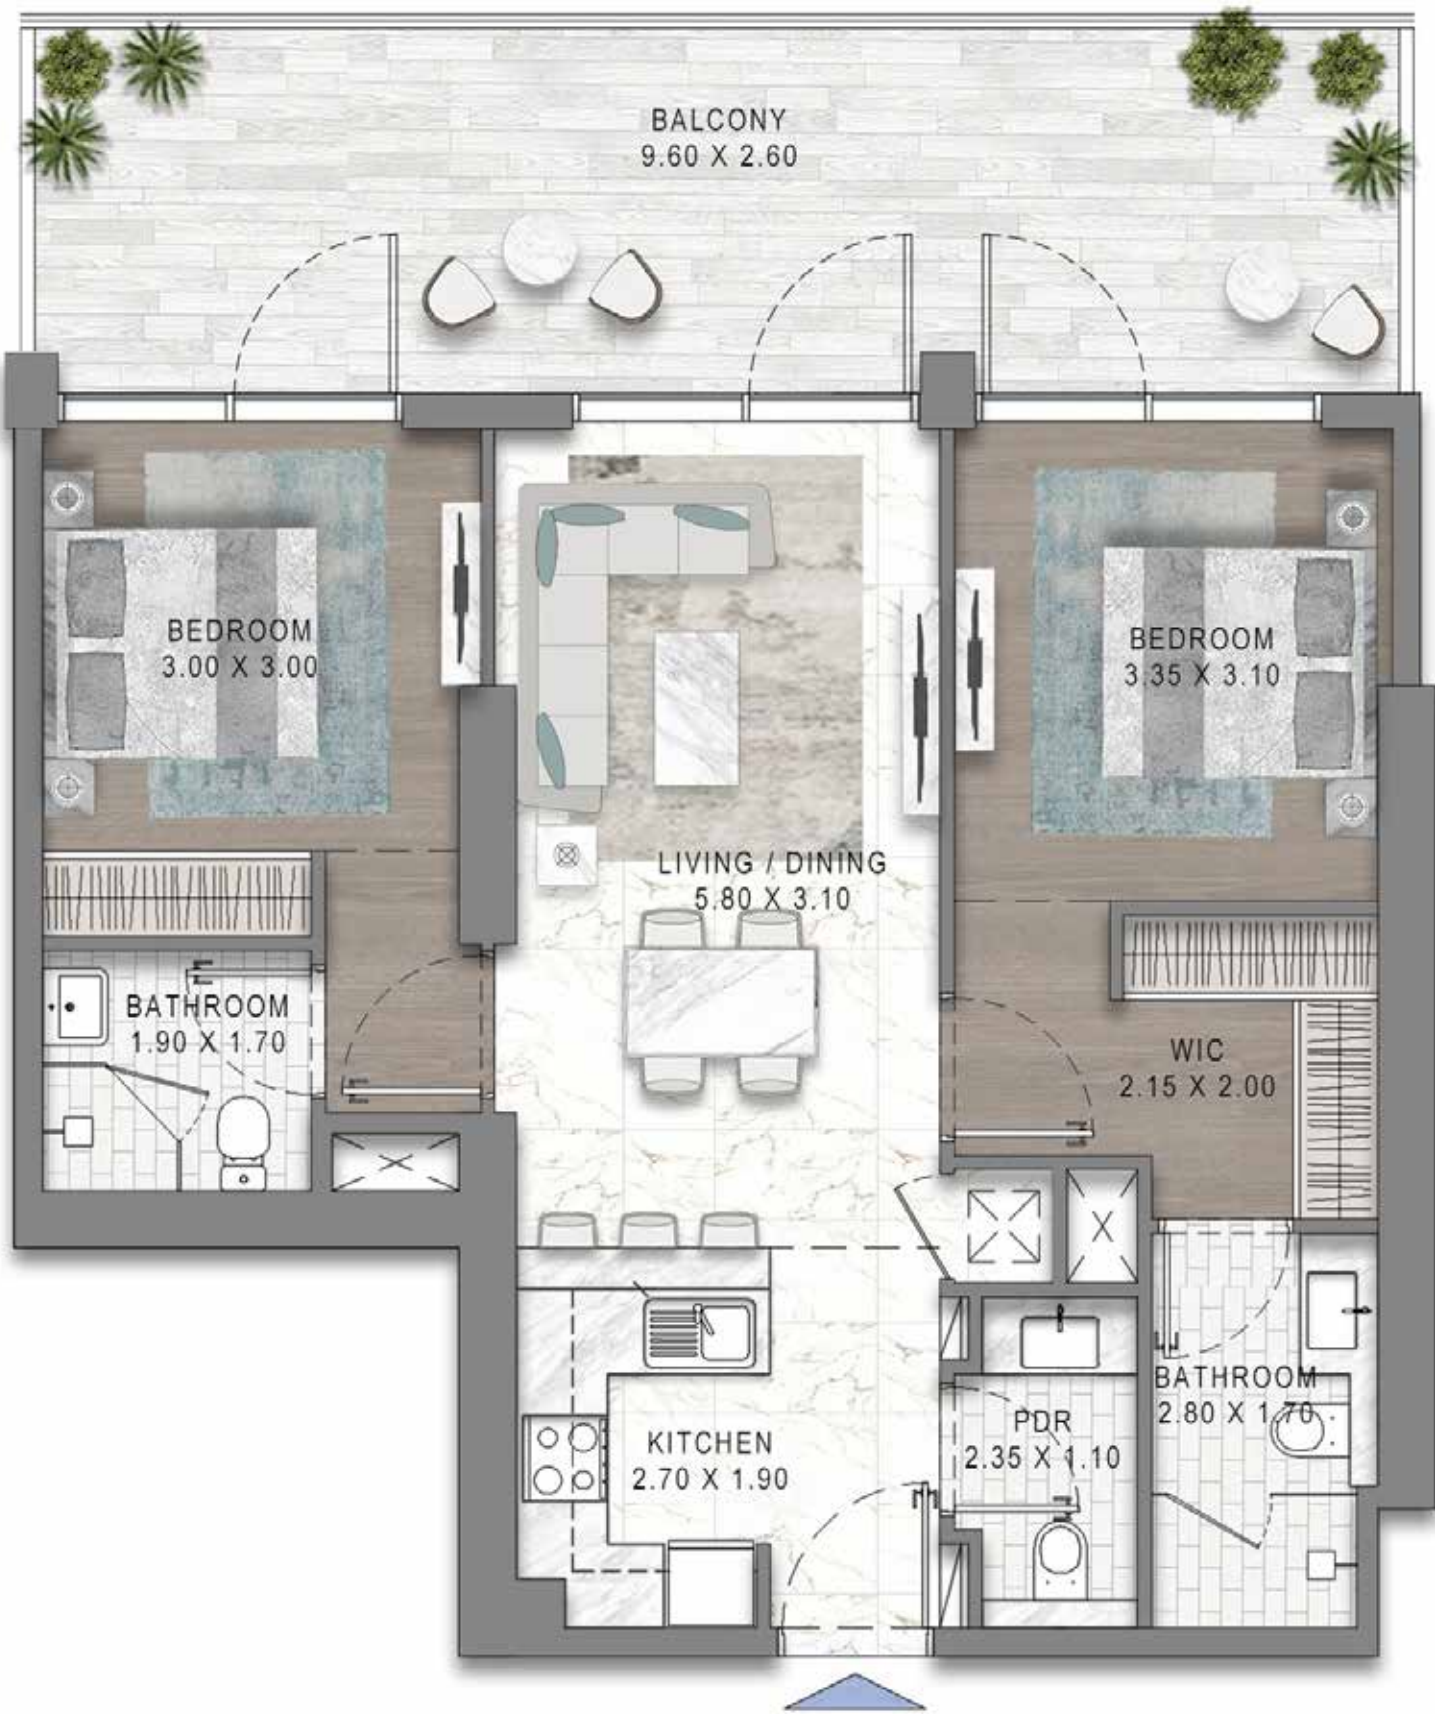 BALCONY
9.60 X 2.60
BEDROOM
3.00 X 3.00
BEDROOM
3.35 X 3.10
LIVING / DINING
5.80 X 3.10
BATHROOM
1.90 X 1.70
WIC
2.15 X 2.00
BATHROOM
2.80 X 1.70
PDR
2.35 X 1.10
KITCHEN
2.70 X 1.90